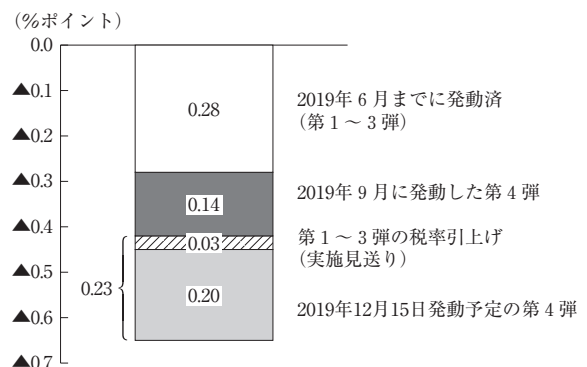 (%ポイント)
0.0
▲0.1
▲0.2
▲0.3
▲0.4
▲0.5
▲0.6
▲0.7
0.28
2019年6月までに発動済
(第1～3弾)
0.14
2019年9月に発動した第4弾
0.03
第1～3弾の税率引上げ
(実施見送り)
0.23
0.20
2019年12月15日発動予定の第4弾